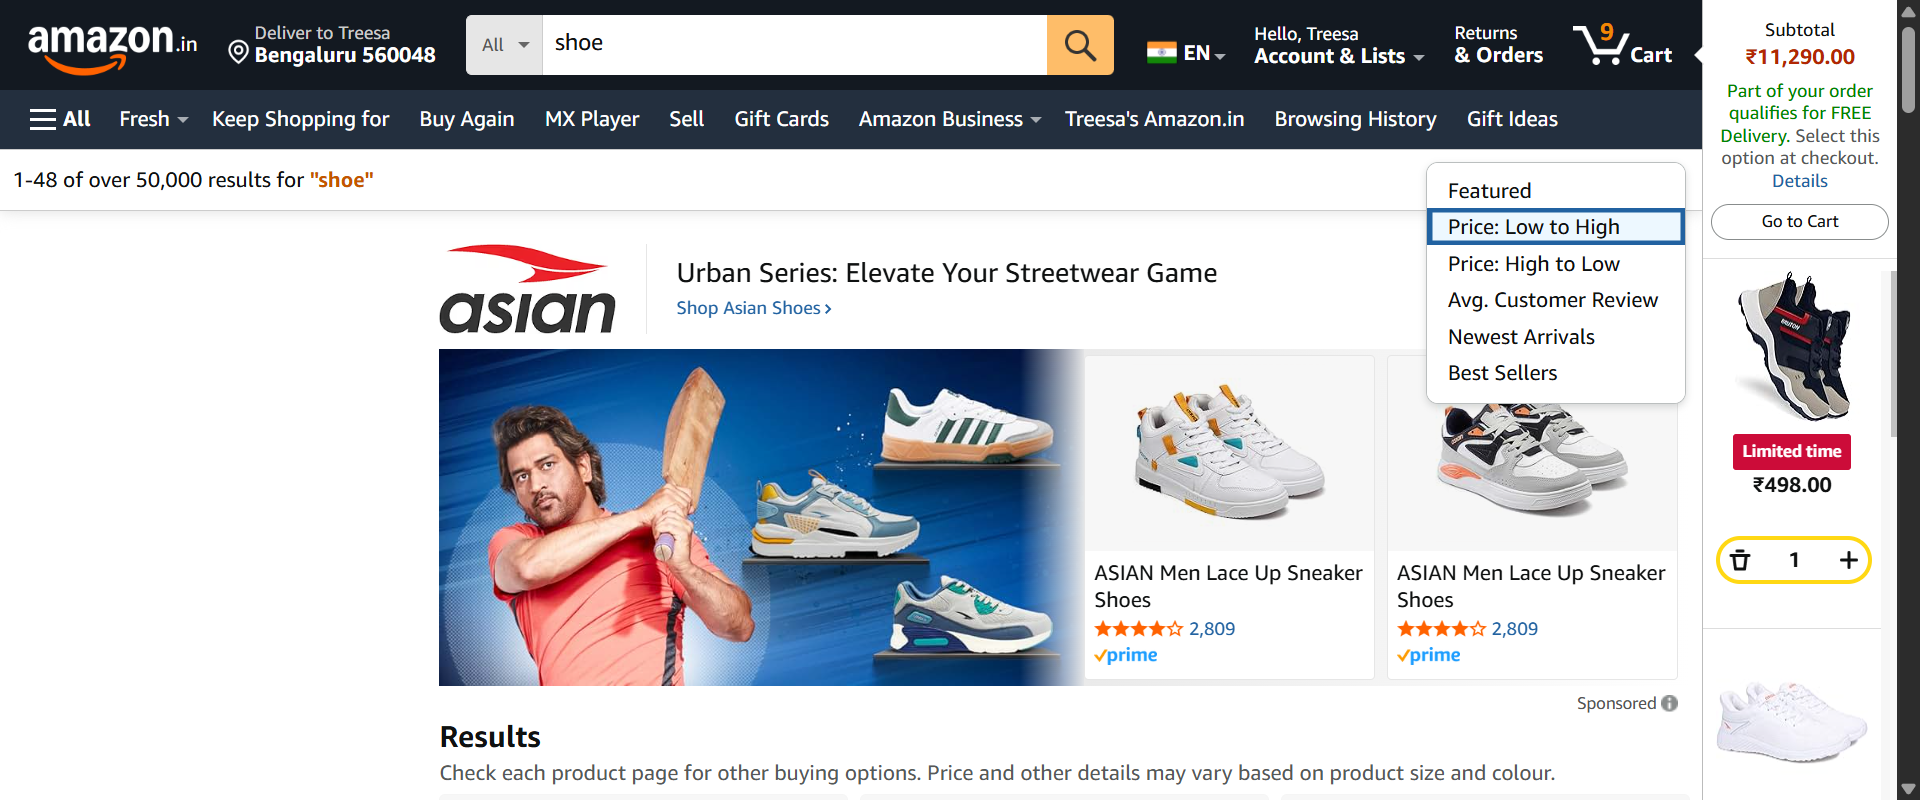 amazon.in
Deliver to Treesa
Bengaluru 560048
All
shoe
EN
Hello, Treesa
Account & Lists
Returns
& Orders
9
Cart
All
Fresh
Keep Shopping for
Buy Again
MX Player
Sell
Gift Cards
Amazon Business
Treesa's Amazon.in
Browsing History
Gift Ideas
1-48 of over 50,000 results for "shoe"
Featured
Price: Low to High
Price: High to Low
Avg. Customer Review
Newest Arrivals
Best Sellers
asian
Urban Series: Elevate Your Streetwear Game
Shop Asian Shoes ›
ASIAN Men Lace Up Sneaker
Shoes
2,809
prime
ASIAN Men Lace Up Sneaker
Shoes
2,809
prime
Sponsored
Results
Check each product page for other buying options. Price and other details may vary based on product size and colour.
Subtotal
₹11,290.00
Part of your order
qualifies for FREE
Delivery. Select this
option at checkout.
Details
Go to Cart
BRUTON
Limited time
₹498.00
1